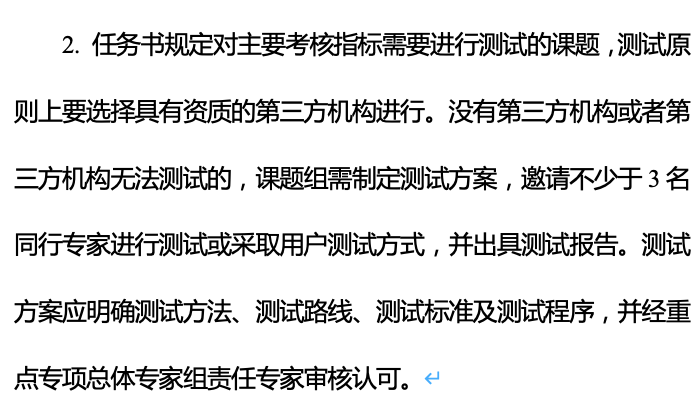 2. 任务书规定对主要考核指标需要进行测试的课题，测试原
则上要选择具有资质的第三方机构进行。没有第三方机构或者第
三方机构无法测试的，课题组需制定测试方案，邀请不少于 3 名
同行专家进行测试或采取用户测试方式，并出具测试报告。测试
方案应明确测试方法、测试路线、测试标准及测试程序，并经重
点专项总体专家组责任专家审核认可。